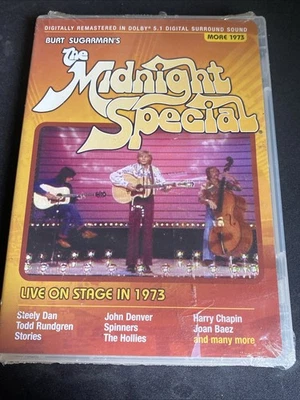 DIGITALLY REMASTERED IN DOLBY® 5.1 DIGITAL SURROUND SOUND
MORE 1973
BURT SUGARMAN'S
The
Midnight
Special
LIVE ON STAGE IN 1973
Steely Dan
Todd Rundgren
Stories
John Denver
Spinners
The Hollies
Harry Chapin
Joan Baez
and many more